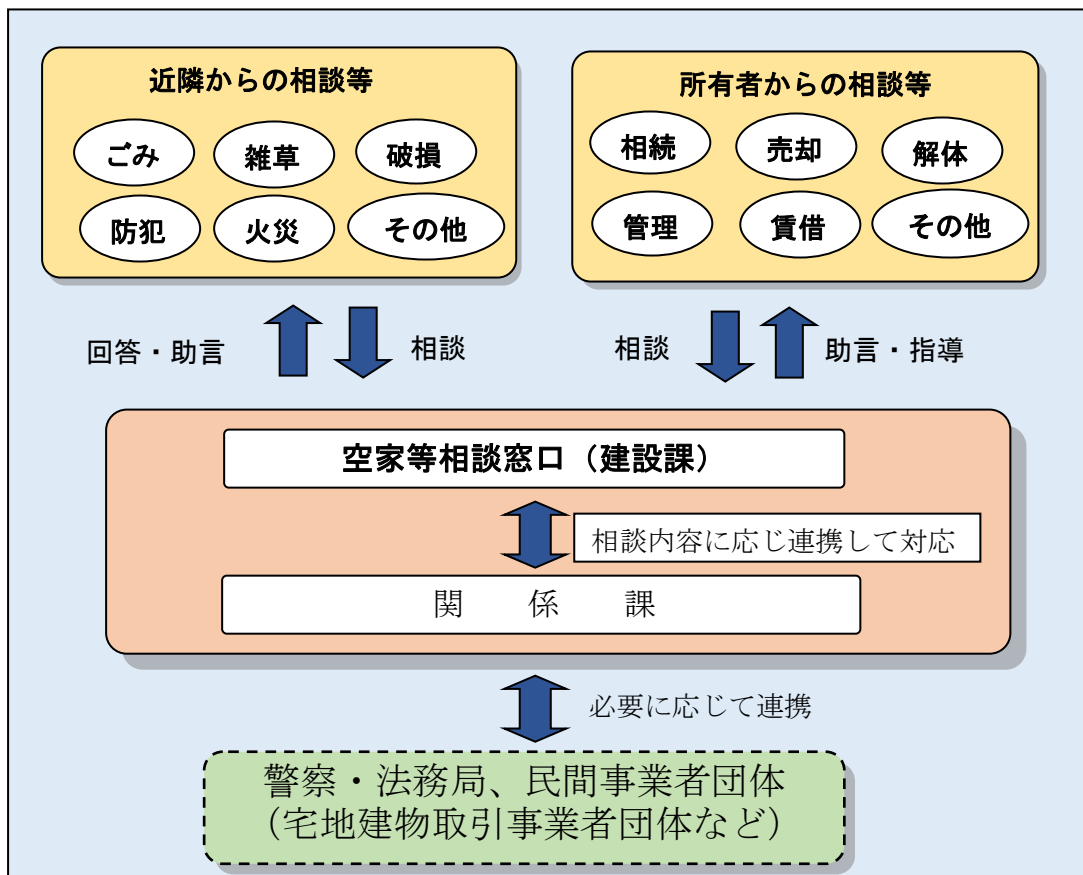 近隣からの相談等
ごみ
雑草
破損
防犯
火災
その他
所有者からの相談等
相続
売却
解体
管理
賃借
その他
回答・助言
相談
相談
助言・指導
空家等相談窓口（建設課）
相談内容に応じ連携して対応
関　係　課
必要に応じて連携
警察・法務局、民間事業者団体
（宅地建物取引事業者団体など）